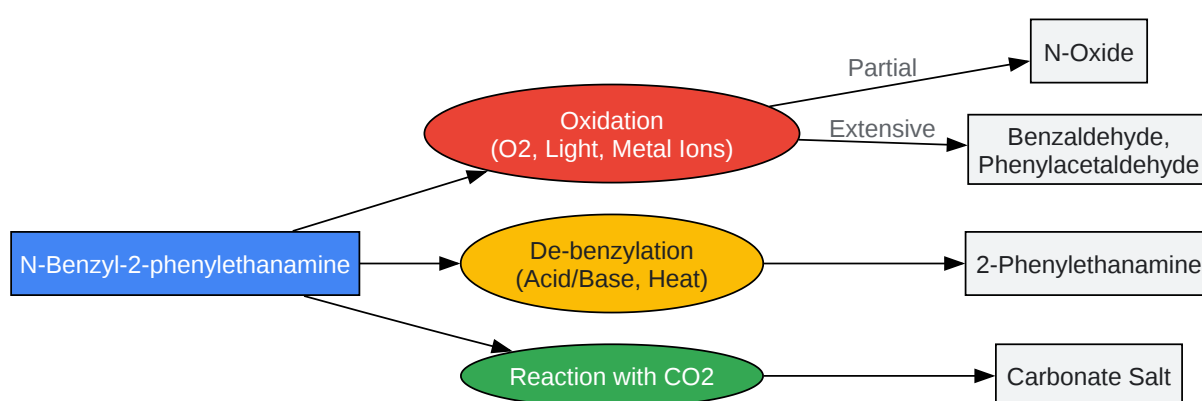 N-Benzyl-2-phenylethanamine
Oxidation
(O2, Light, Metal Ions)
Partial
N-Oxide
Extensive
Benzaldehyde,
Phenylacetaldehyde
De-benzylation
(Acid/Base, Heat)
2-Phenylethanamine
Reaction with CO2
Carbonate Salt